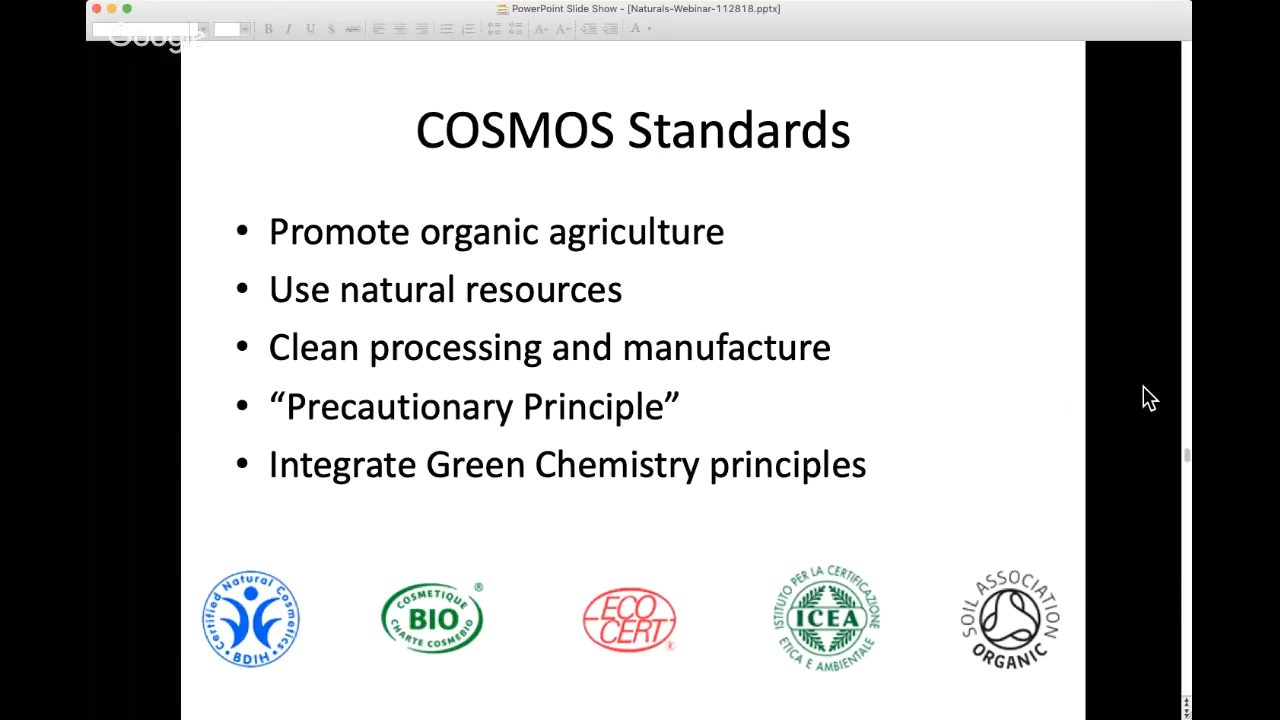 PowerPoint Slide Show - [Naturals-Webinar-112818.pptx]
Google
COSMOS Standards
• Promote organic agriculture
• Use natural resources
• Clean processing and manufacture
• “Precautionary Principle”
• Integrate Green Chemistry principles
Certified Natural Cosmetics
• BDIH •
COSMETIQUE ®
BIO
CHARTE COSMEBIO
ECO
CERT ®
ISTITUTO PER LA CERTIFICAZIONE
ICEA
ETICA E AMBIENTALE
SOIL ASSOCIATION
ORGANIC